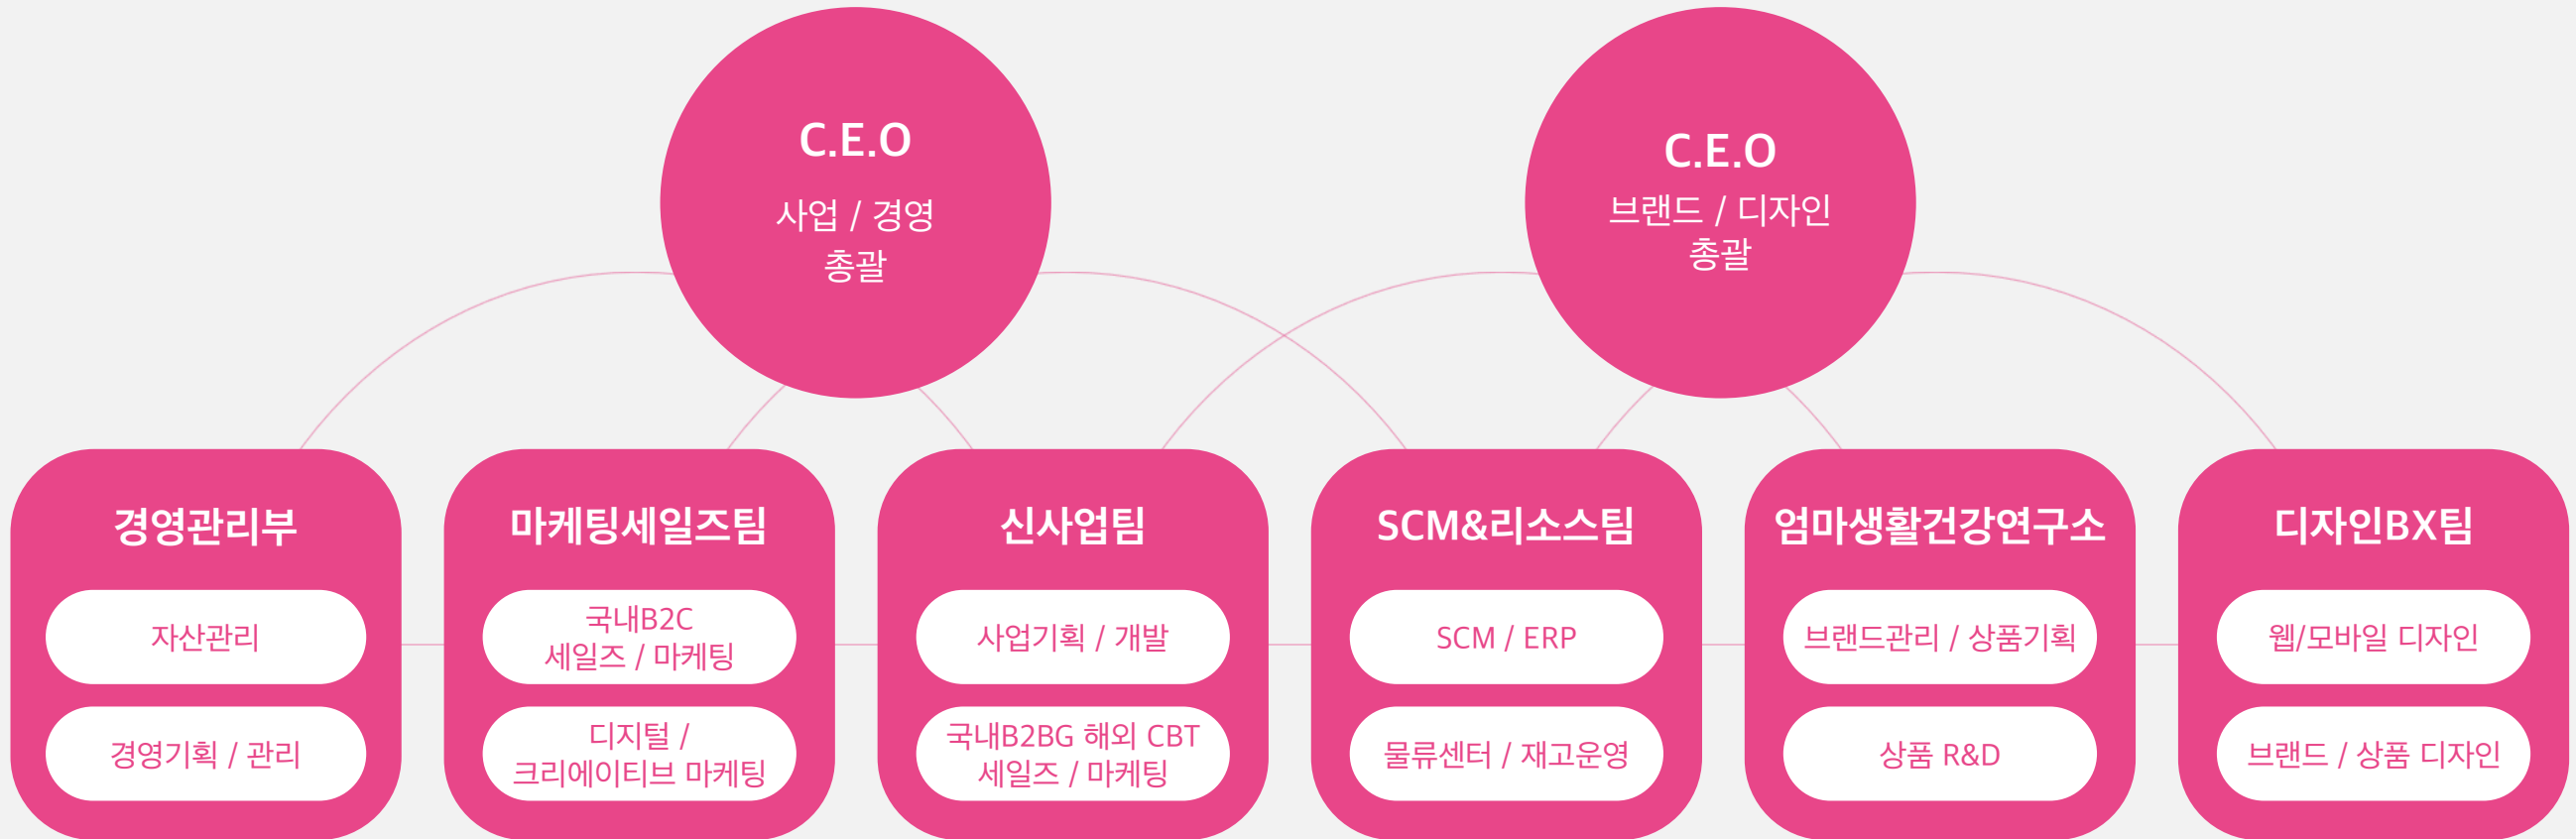 C.E.O
사업 / 경영
총괄
C.E.O
브랜드 / 디자인
총괄
경영관리부
자산관리
경영기획 / 관리
마케팅세일즈팀
국내B2C
세일즈 / 마케팅
디지털 /
크리에이티브 마케팅
신사업팀
사업기획 / 개발
국내B2BG 해외 CBT
세일즈 / 마케팅
SCM&리소스팀
SCM / ERP
물류센터 / 재고운영
엄마생활건강연구소
브랜드관리 / 상품기획
상품 R&D
디자인BX팀
웹/모바일 디자인
브랜드 / 상품 디자인